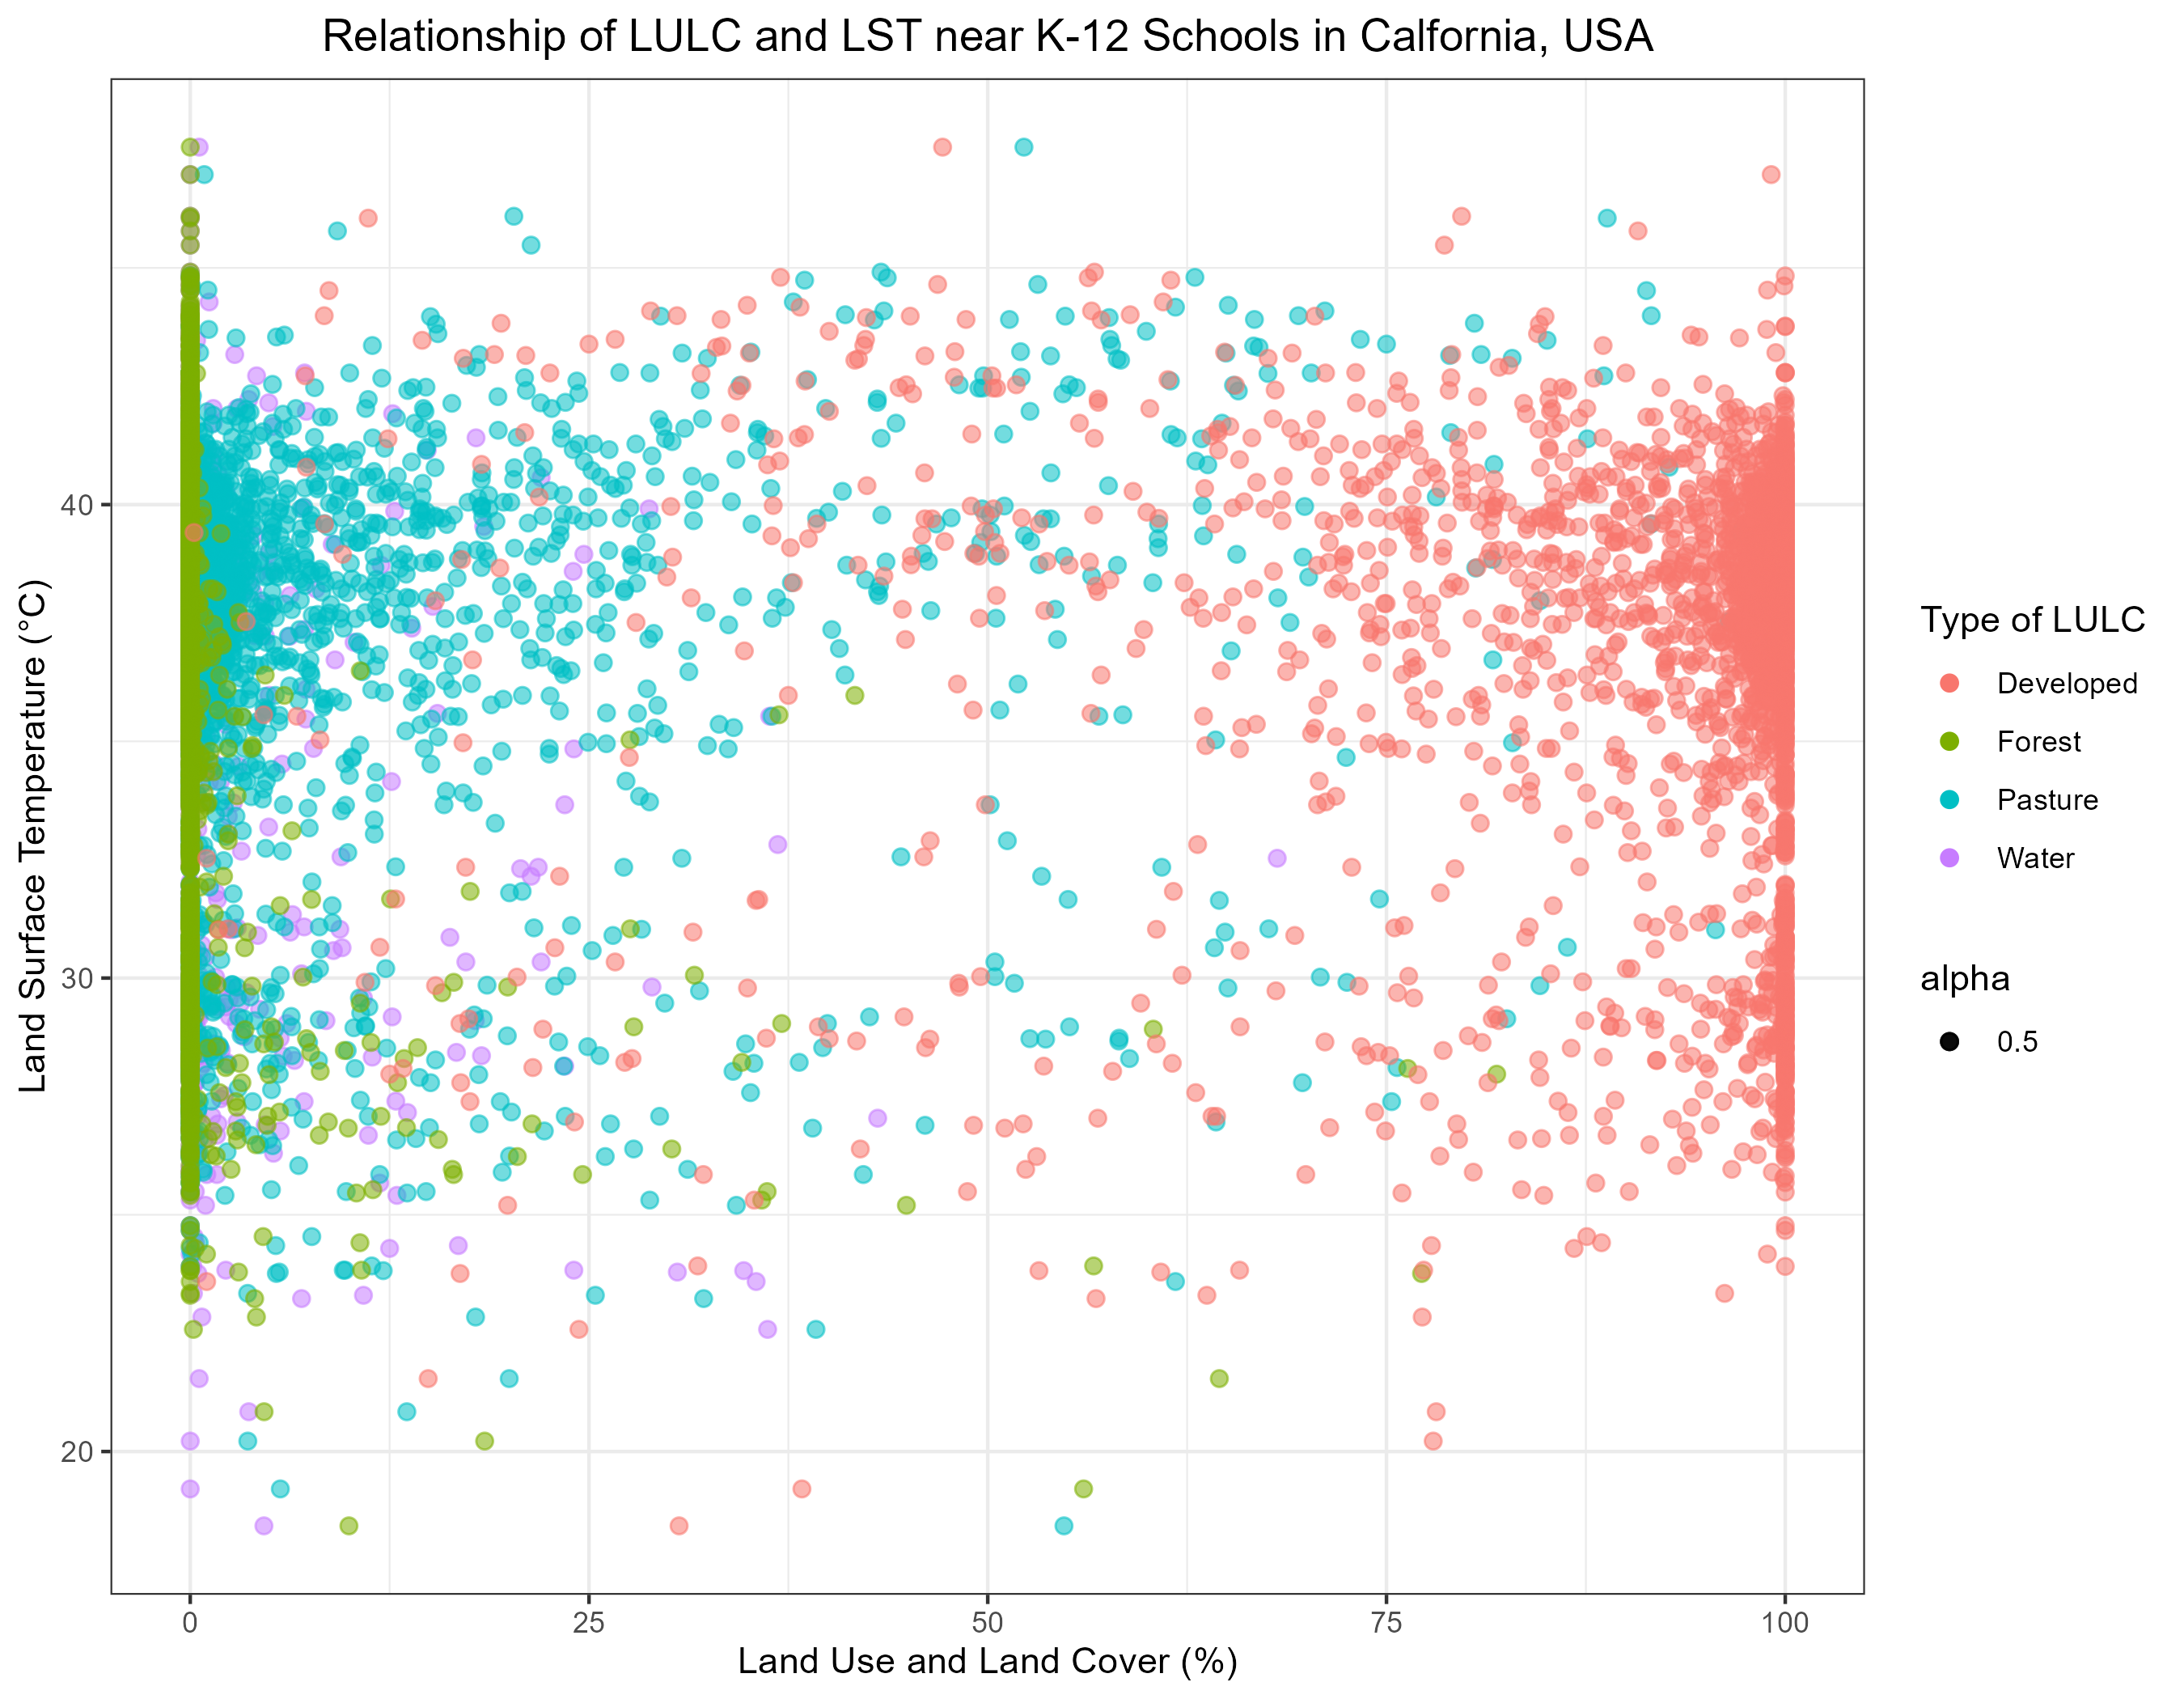 Relationship of LULC and LST near K-12 Schools in Calfornia, USA
Land Surface Temperature (°C)
40
30
20
0 25 50 75 100
Land Use and Land Cover (%)
Type of LULC
Developed
Forest
Pasture
Water
alpha
0.5